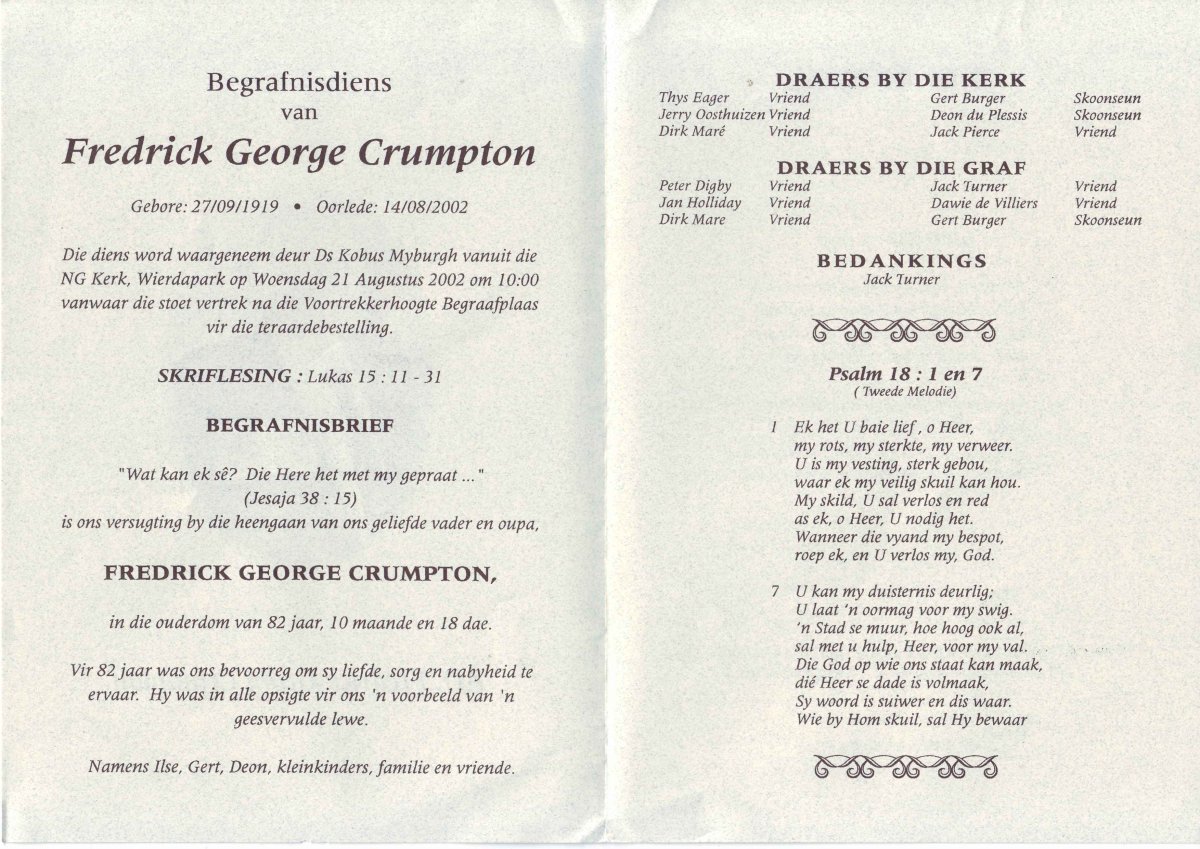 Begrafnisdiens
van
Fredrick George Crumpton
Gebore: 27/09/1919 • Oorlede: 14/08/2002
Die diens word waargeneem deur Ds Kobus Myburgh vanuit die
NG Kerk, Wierdapark op Woensdag 21 Augustus 2002 om 10:00
vanwaar die stoet vertrek na die Voortrekkerhoogte Begraafplaas
vir die teraardebestelling.
SKRIFLESING : Lukas 15 : 11 - 31
BEGRAFNISBRIEF
"Wat kan ek sê? Die Here het met my gepraat ..."
(Jesaja 38 : 15)
is ons versugting by die heengaan van ons geliefde vader en oupa,
FREDRICK GEORGE CRUMPTON,
in die ouderdom van 82 jaar, 10 maande en 18 dae.
Vir 82 jaar was ons bevoorreg om sy liefde, sorg en nabyheid te
ervaar. Hy was in alle opsigte vir ons 'n voorbeeld van 'n
geesvervulde lewe.
Namens Ilse, Gert, Deon, kleinkinders, familie en vriende.
DRAERS BY DIE KERK
Thys Eager Vriend Gert Burger Skoonseun
Jerry Oosthuizen Vriend Deon du Plessis Skoonseun
Dirk Maré Vriend Jack Pierce Vriend
DRAERS BY DIE GRAF
Peter Digby Vriend Jack Turner Vriend
Jan Holliday Vriend Dawie de Villiers Vriend
Dirk Mare Vriend Gert Burger Skoonseun
BEDANKINGS
Jack Turner
Psalm 18 : 1 en 7
( Tweede Melodie)
1 Ek het U baie lief , o Heer,
my rots, my sterkte, my verweer.
U is my vesting, sterk gebou,
waar ek my veilig skuil kan hou.
My skild, U sal verlos en red
as ek, o Heer, U nodig het.
Wanneer die vyand my bespot,
roep ek, en U verlos my, God.
7 U kan my duisternis deurlig;
U laat 'n oormag voor my swig.
'n Stad se muur, hoe hoog ook al,
sal met u hulp, Heer, voor my val.
Die God op wie ons staat kan maak,
dié Heer se dade is volmaak,
Sy woord is suiwer en dis waar.
Wie by Hom skuil, sal Hy bewaar